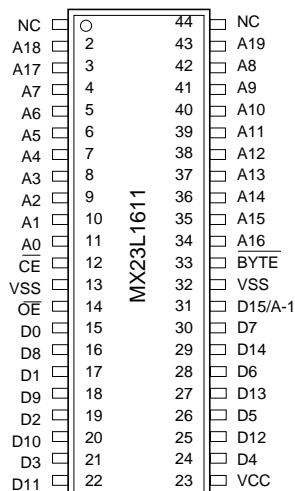 NC 44 NC
A18 2 43 A19
A17 3 42 A8
A7 4 41 A9
A6 5 40 A10
A5 6 39 A11
A4 7 38 A12
A3 8 37 A13
A2 9 36 A14
A1 10 35 A15
A0 11 34 A16
CE 12 33 BYTE
VSS 13 32 VSS
OE 14 31 D15/A-1
D0 15 30 D7
D8 16 29 D14
D1 17 28 D6
D9 18 27 D13
D2 19 26 D5
D10 20 25 D12
D3 21 24 D4
D11 22 23 VCC
MX23L1611